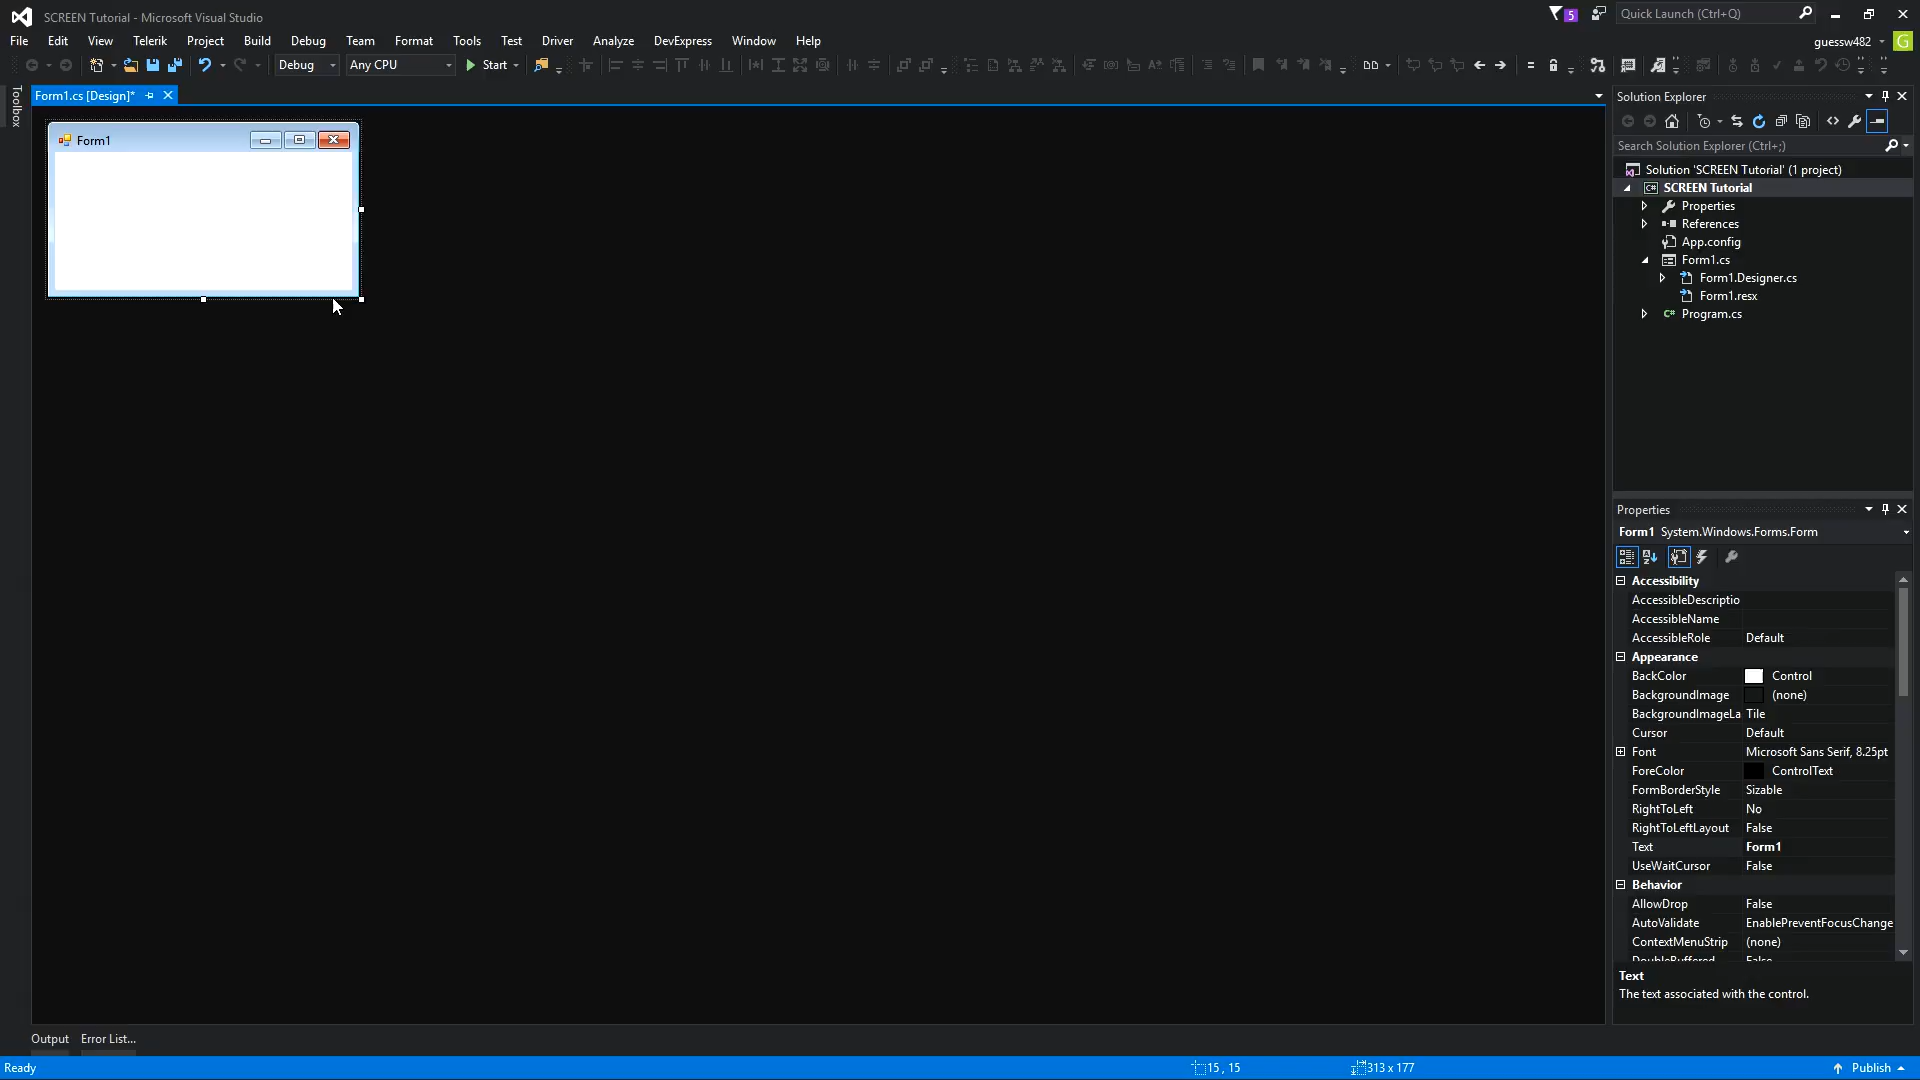 SCREEN Tutorial - Microsoft Visual Studio
5
Quick Launch (Ctrl+Q)
File Edit View Telerik Project Build Debug Team Format Tools Test Driver Analyze DevExpress Window Help
guessw482
G
Debug
Any CPU
Start
Toolbox
Form1.cs [Design]*
Form1
Solution Explorer
Search Solution Explorer (Ctrl+;)
Solution 'SCREEN Tutorial' (1 project)
C# SCREEN Tutorial
Properties
References
App.config
Form1.cs
Form1.Designer.cs
Form1.resx
C# Program.cs
Properties
Form1 System.Windows.Forms.Form
Accessibility
AccessibleDescriptio
AccessibleName
AccessibleRole Default
Appearance
BackColor Control
BackgroundImage (none)
BackgroundImageLa Tile
Cursor Default
Font Microsoft Sans Serif, 8.25pt
ForeColor ControlText
FormBorderStyle Sizable
RightToLeft No
RightToLeftLayout False
Text Form1
UseWaitCursor False
Behavior
AllowDrop False
AutoValidate EnablePreventFocusChange
ContextMenuStrip (none)
DoubleBuffered False
Text
The text associated with the control.
Output Error List...
Ready
15 , 15
313 x 177
Publish